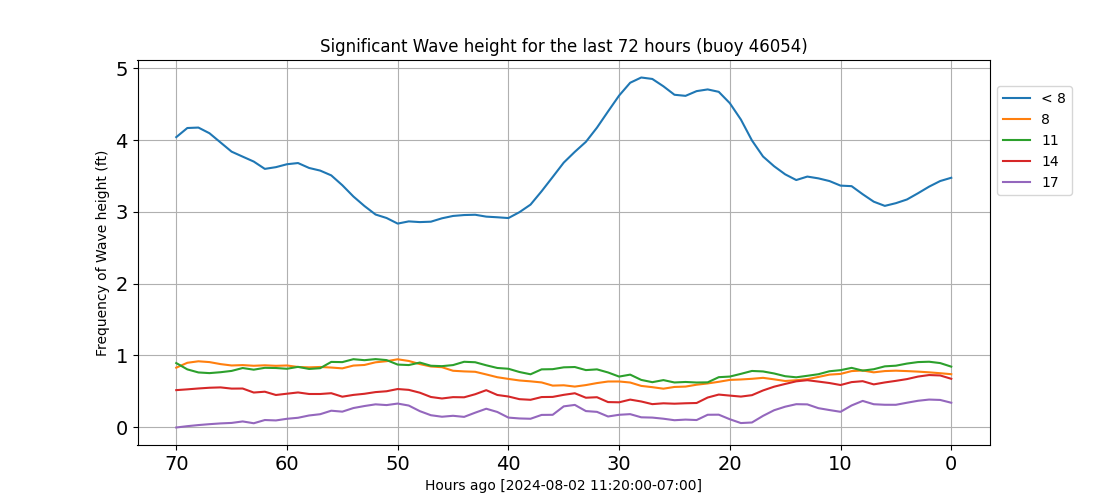 Significant Wave height for the last 72 hours (buoy 46054)
Frequency of Wave height (ft)
5
4
3
2
1
0
70 60 50 40 30 20 10 0
Hours ago [2024-08-02 11:20:00-07:00]
< 8
8
11
14
17